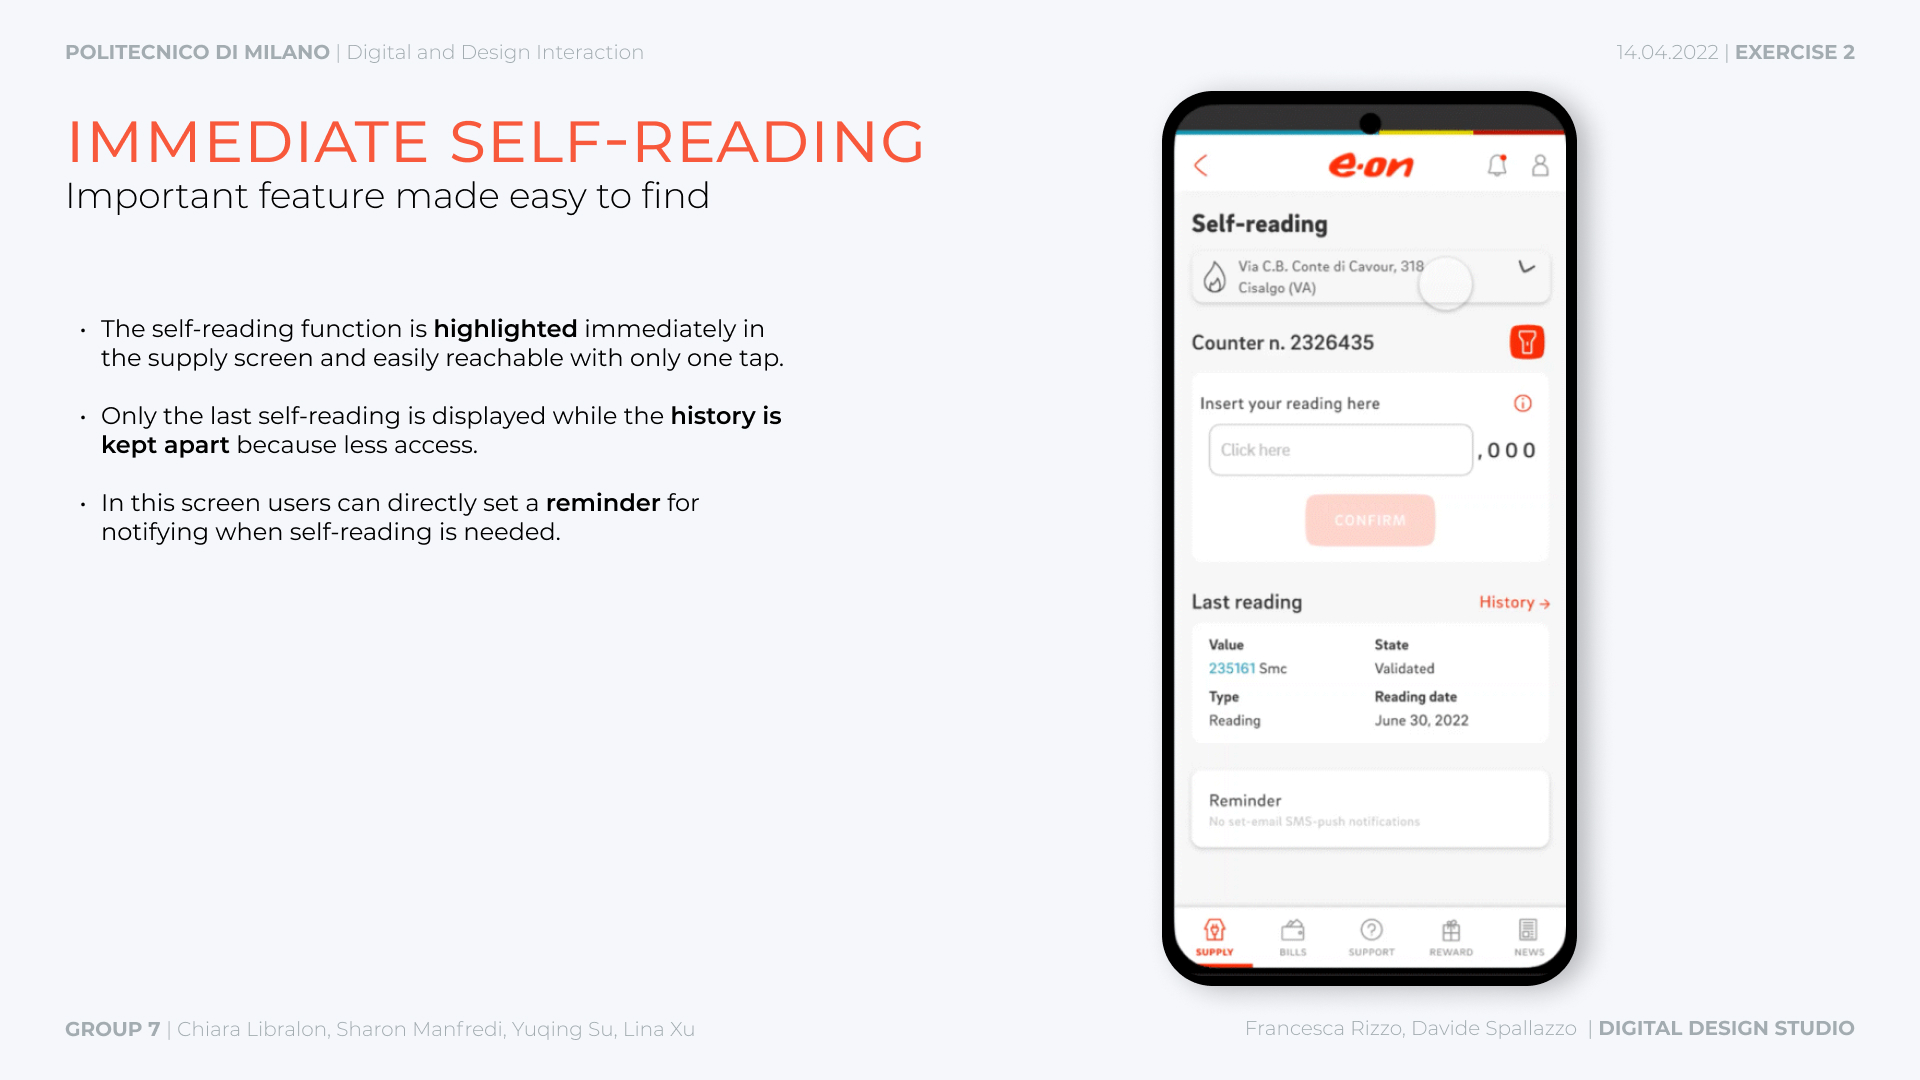 POLITECNICO DI MILANO | Digital and Design Interaction
14.04.2022 | EXERCISE 2
IMMEDIATE SELF-READING
Important feature made easy to find
• The self-reading function is highlighted immediately in
the supply screen and easily reachable with only one tap.
• Only the last self-reading is displayed while the history is
kept apart because less access.
• In this screen users can directly set a reminder for
notifying when self-reading is needed.
e·on
Self-reading
Via C.B. Conte di Cavour, 318
Cisalgo (VA)
Counter n. 2326435
Insert your reading here
Click here
,000
CONFIRM
Last reading
History →
Value
State
235161 Smc
Validated
Type
Reading date
Reading
June 30, 2022
Reminder
No set-email SMS-push notifications
SUPPLY
BILLS
SUPPORT
REWARD
NEWS
GROUP 7 | Chiara Libralon, Sharon Manfredi, Yuqing Su, Lina Xu
Francesca Rizzo, Davide Spallazzo | DIGITAL DESIGN STUDIO